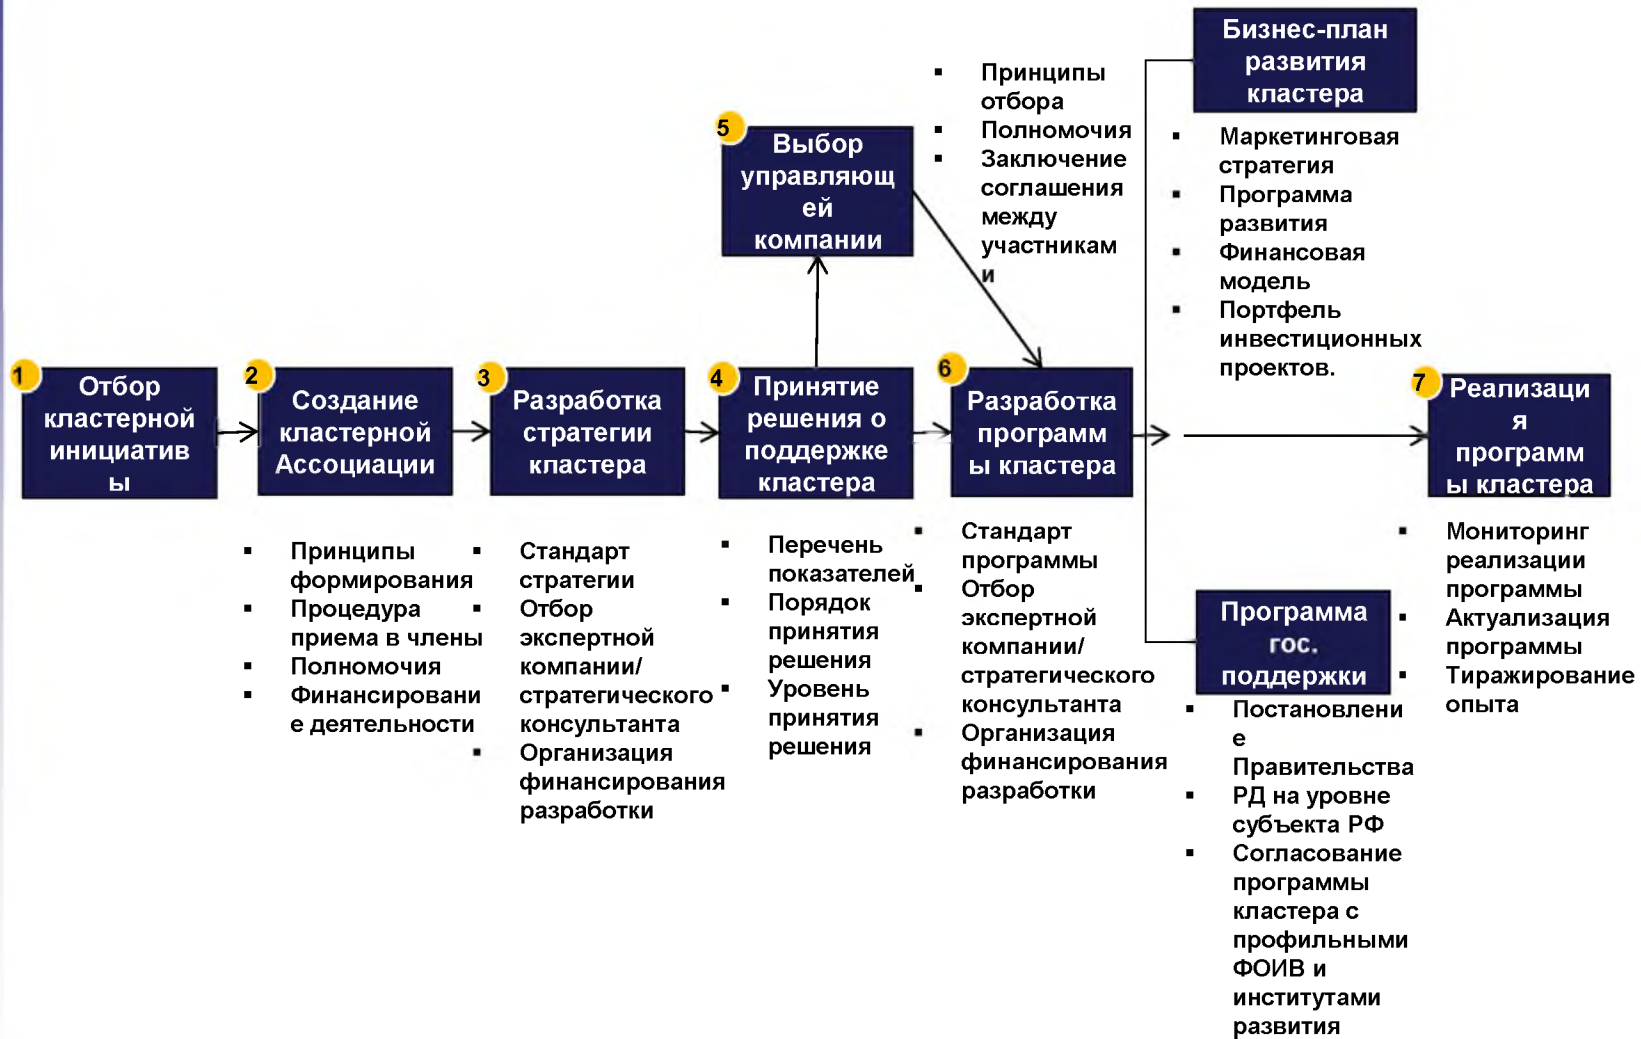 1
Отбор
кластерной
инициатив
ы
2
Создание
кластерной
Ассоциации
▪ Принципы
формирования
▪ Процедура
приема в члены
▪ Полномочия
▪ Финансировани
е деятельности
3
Разработка
стратегии
кластера
▪ Стандарт
стратегии
▪ Отбор
экспертной
компании/
стратегического
консультанта
▪ Организация
финансирования
разработки
4
Принятие
решения о
поддержке
кластера
▪ Перечень
показателей
▪ Порядок
принятия
решения
▪ Уровень
принятия
решения
5
Выбор
управляющ
ей
компании
▪ Принципы
отбора
▪ Полномочия
▪ Заключение
соглашения
между
участникам
и
6
Разработка
программ
ы кластера
▪ Стандарт
программы
▪ Отбор
экспертной
компании/
стратегического
консультанта
▪ Организация
финансирования
разработки
Бизнес-план
развития
кластера
▪ Маркетинговая
стратегия
▪ Программа
развития
▪ Финансовая
модель
▪ Портфель
инвестиционных
проектов.
Программа
гос.
поддержки
▪ Постановлени
е
Правительства
▪ РД на уровне
субъекта РФ
▪ Согласование
программы
кластера с
профильными
ФОИВ и
институтами
развития
7
Реализаци
я
программ
ы кластера
▪ Мониторинг
реализации
программы
▪ Актуализация
программы
▪ Тиражирование
опыта